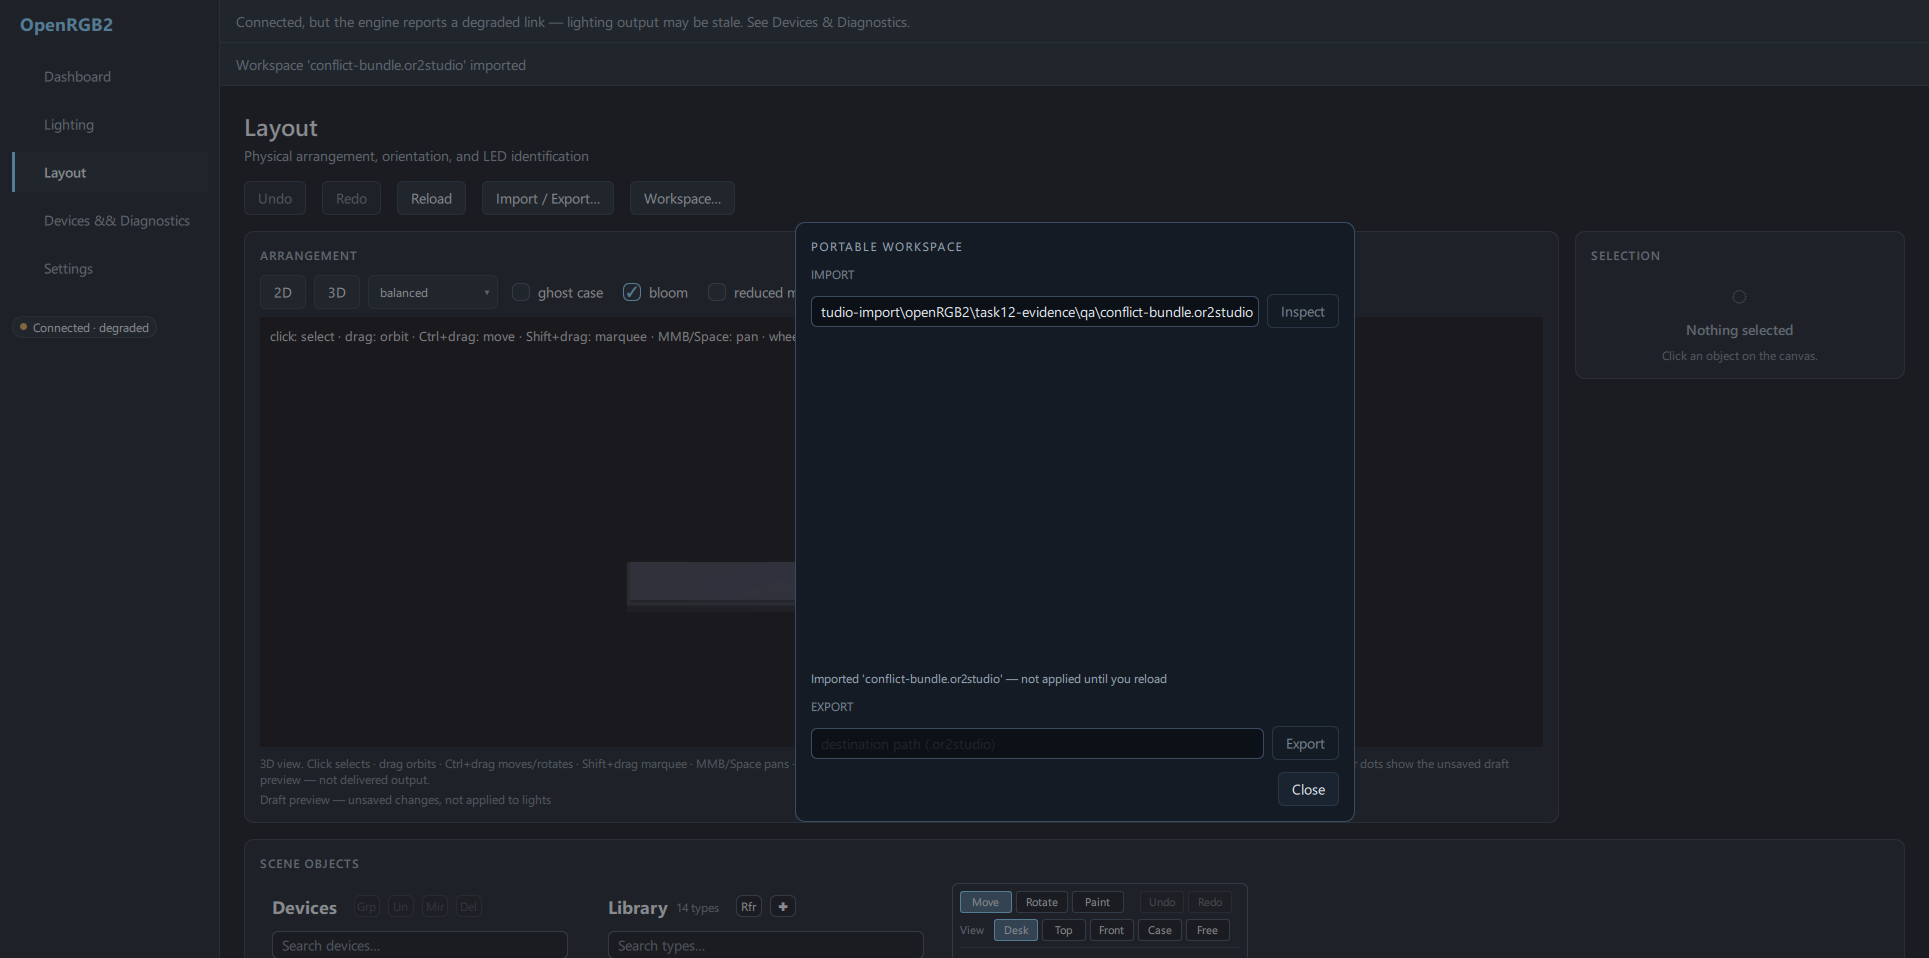 OpenRGB2
Dashboard
Lighting
Layout
Devices && Diagnostics
Settings
Connected · degraded
Connected, but the engine reports a degraded link — lighting output may be stale. See Devices & Diagnostics.
Workspace 'conflict-bundle.or2studio' imported
Layout
Physical arrangement, orientation, and LED identification
Undo
Redo
Reload
Import / Export...
Workspace...
ARRANGEMENT
2D
3D
balanced
ghost case
bloom
reduced
click: select · drag: orbit · Ctrl+drag: move · Shift+drag: marquee · MMB/Space: pan ·
3D view. Click selects · drag orbits · Ctrl+drag moves/rotates · Shift+drag marquee · MMB/Space pans ·
dots show the unsaved draft
preview — not delivered output.
Draft preview — unsaved changes, not applied to lights
PORTABLE WORKSPACE
IMPORT
tudio-import\openRGB2\task12-evidence\qa\conflict-bundle.or2studio
Inspect
Imported 'conflict-bundle.or2studio' — not applied until you reload
EXPORT
destination path (.or2studio)
Export
Close
SELECTION
Nothing selected
Click an object on the canvas.
SCENE OBJECTS
Devices
Grp
Un
Mir
Del
Search devices...
Library
14 types
Rfr
Search types...
Move
Rotate
Paint
Undo
Redo
View
Desk
Top
Front
Case
Free